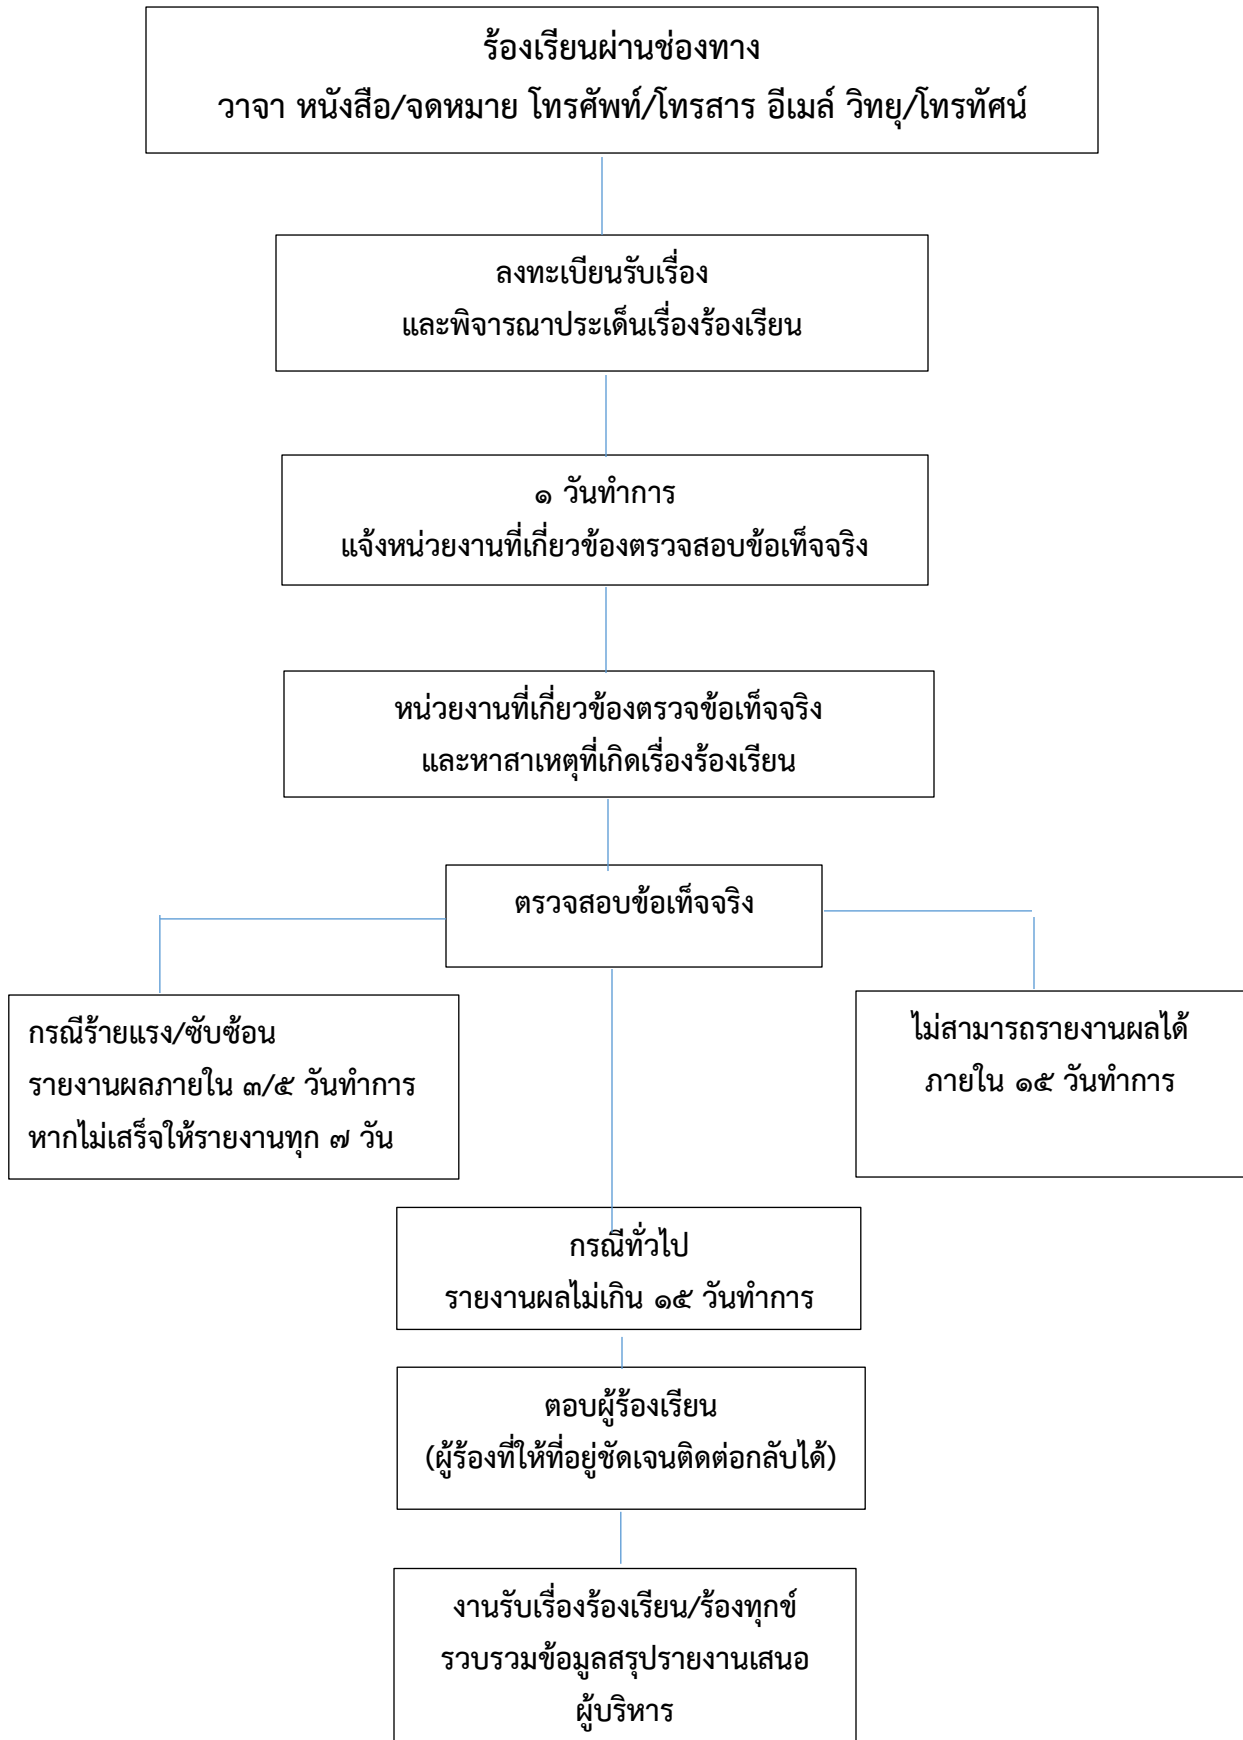 ร้องเรียนผ่านช่องทาง
วาจา หนังสือ/จดหมาย โทรศัพท์/โทรสาร อีเมล์ วิทยุ/โทรทัศน์
ลงทะเบียนรับเรื่อง
และพิจารณาประเด็นเรื่องร้องเรียน
๑ วันทำการ
แจ้งหน่วยงานที่เกี่ยวข้องตรวจสอบข้อเท็จจริง
หน่วยงานที่เกี่ยวข้องตรวจข้อเท็จจริง
และหาสาเหตุที่เกิดเรื่องร้องเรียน
ตรวจสอบข้อเท็จจริง
กรณีร้ายแรง/ซับซ้อน
รายงานผลภายใน ๓/๕ วันทำการ
หากไม่เสร็จให้รายงานทุก ๗ วัน
ไม่สามารถรายงานผลได้
ภายใน ๑๕ วันทำการ
กรณีทั่วไป
รายงานผลไม่เกิน ๑๕ วันทำการ
ตอบผู้ร้องเรียน
(ผู้ร้องที่ให้ที่อยู่ชัดเจนติดต่อกลับได้)
งานรับเรื่องร้องเรียน/ร้องทุกข์
รวบรวมข้อมูลสรุปรายงานเสนอ
ผู้บริหาร